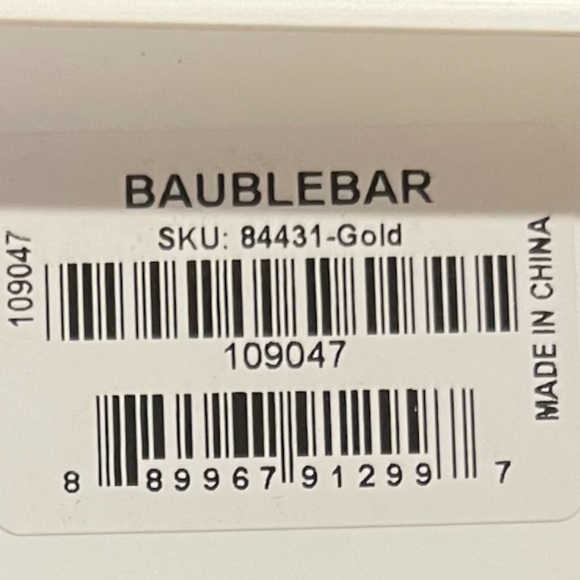 BAUBLEBAR
SKU: 84431-Gold
109047
109047
MADE IN CHINA
8 89967 91299 7